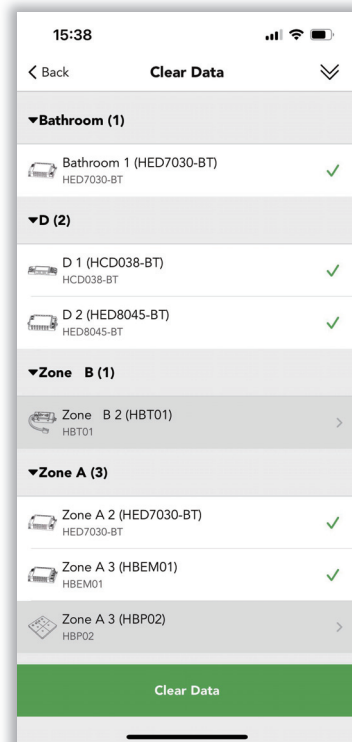 15:38
Back Clear Data
Bathroom (1)
Bathroom 1 (HED7030-BT)
HED7030-BT
D (2)
D 1 (HCD038-BT)
HCD038-BT
D 2 (HED8045-BT)
HED8045-BT
Zone B (1)
Zone B 2 (HBT01)
HBT01
Zone A (3)
Zone A 2 (HED7030-BT)
HED7030-BT
Zone A 3 (HBEM01)
HBEM01
Zone A 3 (HBP02)
HBP02
Clear Data